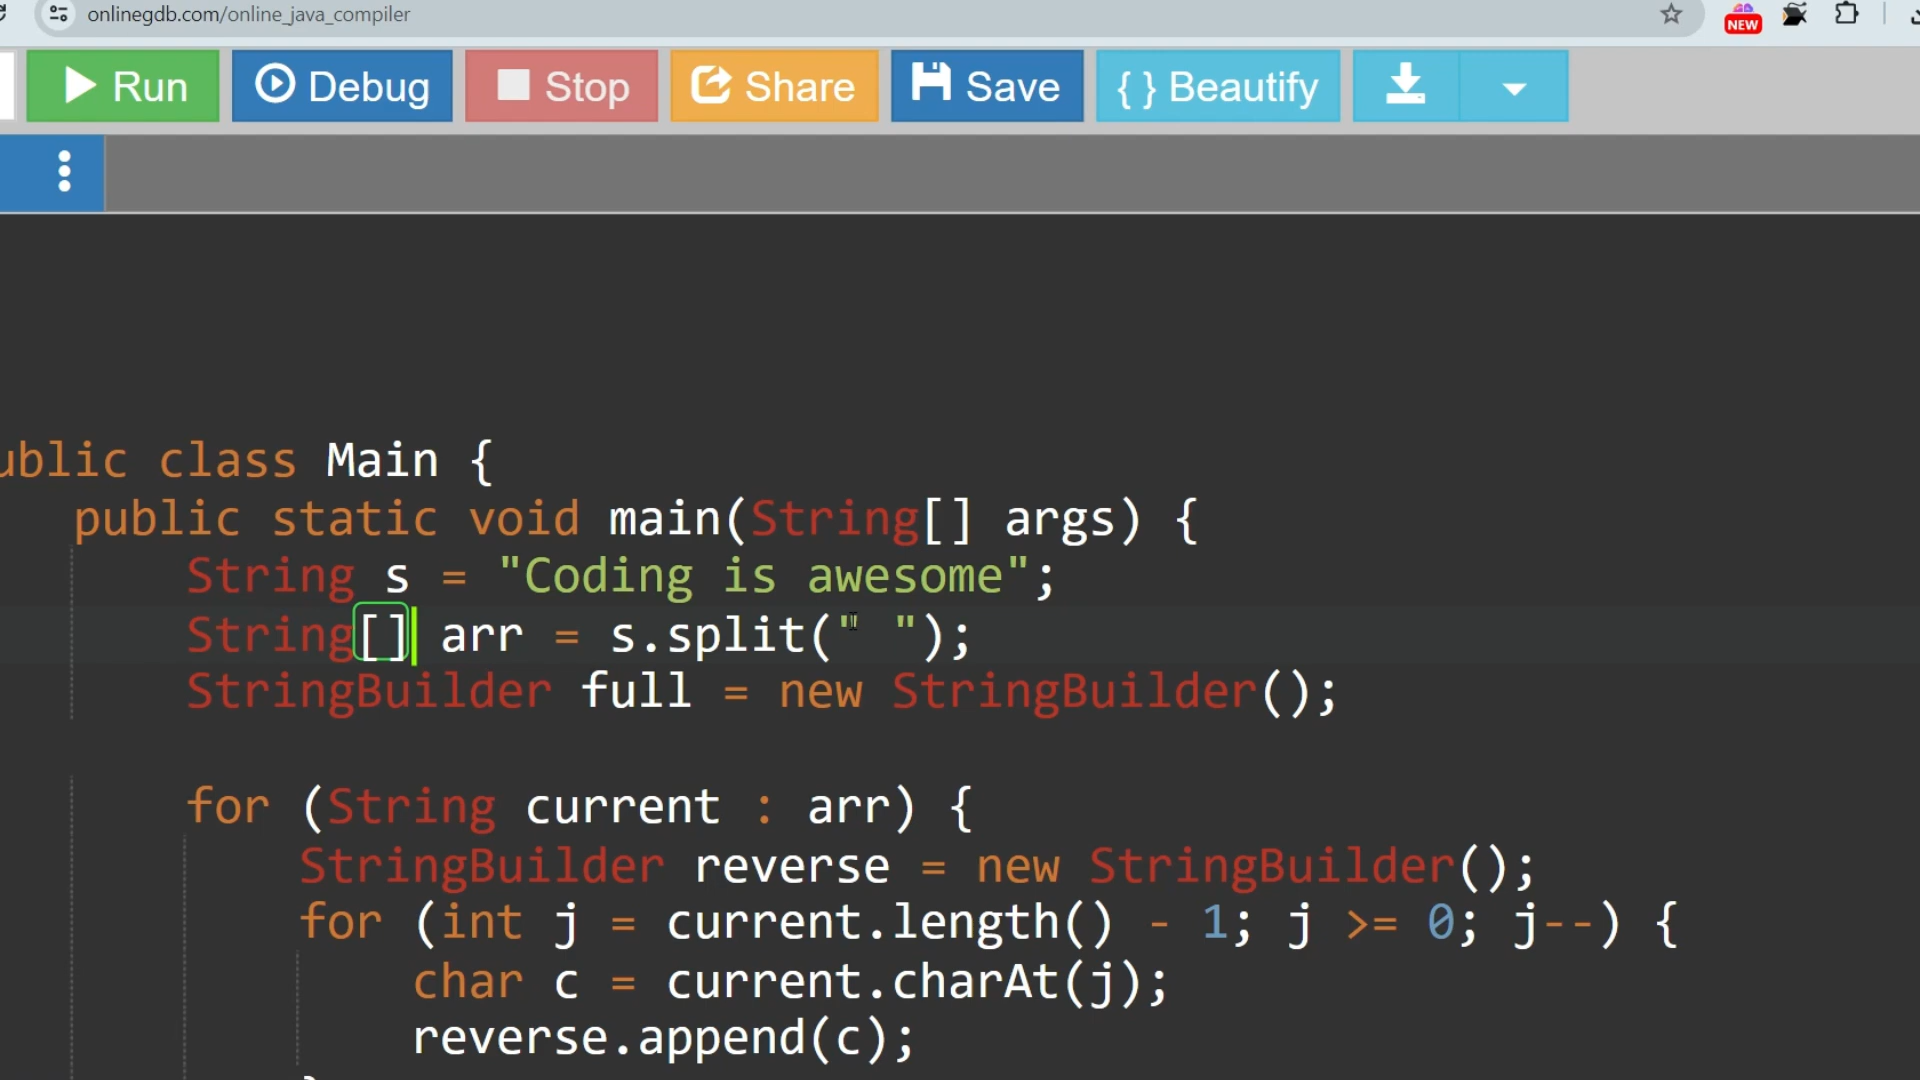 onlinegdb.com/online_java_compiler
NEW
Run Debug Stop Share Save { } Beautify
ublic class Main {
public static void main(String[] args) {
String s = "Coding is awesome";
String[] arr = s.split(" ");
StringBuilder full = new StringBuilder();
for (String current : arr) {
StringBuilder reverse = new StringBuilder();
for (int j = current.length() - 1; j >= 0; j--) {
char c = current.charAt(j);
reverse.append(c);